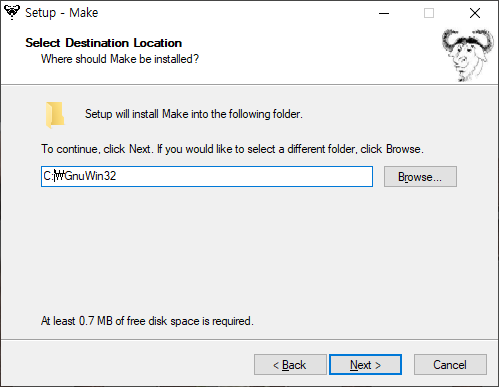 Setup - Make
Select Destination Location
Where should Make be installed?
Setup will install Make into the following folder.
To continue, click Next. If you would like to select a different folder, click Browse.
C:₩GnuWin32
Browse...
At least 0.7 MB of free disk space is required.
< Back
Next >
Cancel